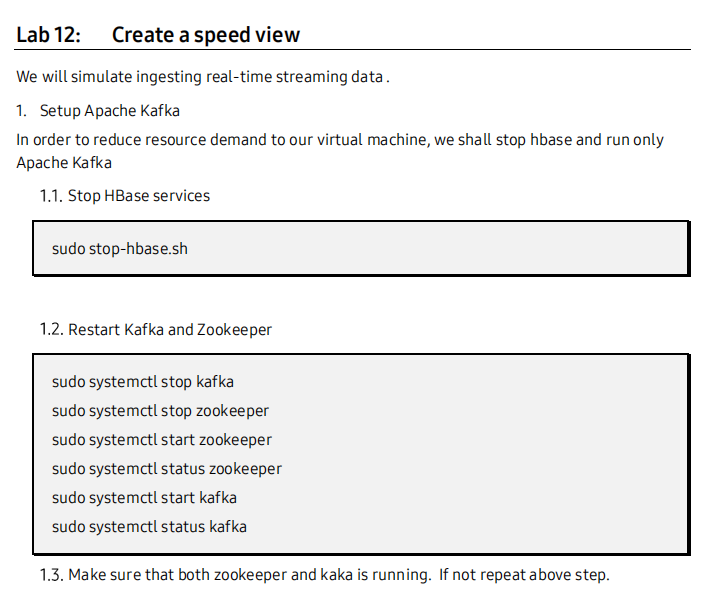 Lab 12: Create a speed view
We will simulate ingesting real-time streaming data .
1. Setup Apache Kafka
In order to reduce resource demand to our virtual machine, we shall stop hbase and run only
Apache Kafka
1.1. Stop HBase services
sudo stop-hbase.sh
1.2. Restart Kafka and Zookeeper
sudo systemctl stop kafka
sudo systemctl stop zookeeper
sudo systemctl start zookeeper
sudo systemctl status zookeeper
sudo systemctl start kafka
sudo systemctl status kafka
1.3. Make sure that both zookeeper and kaka is running. If not repeat above step.